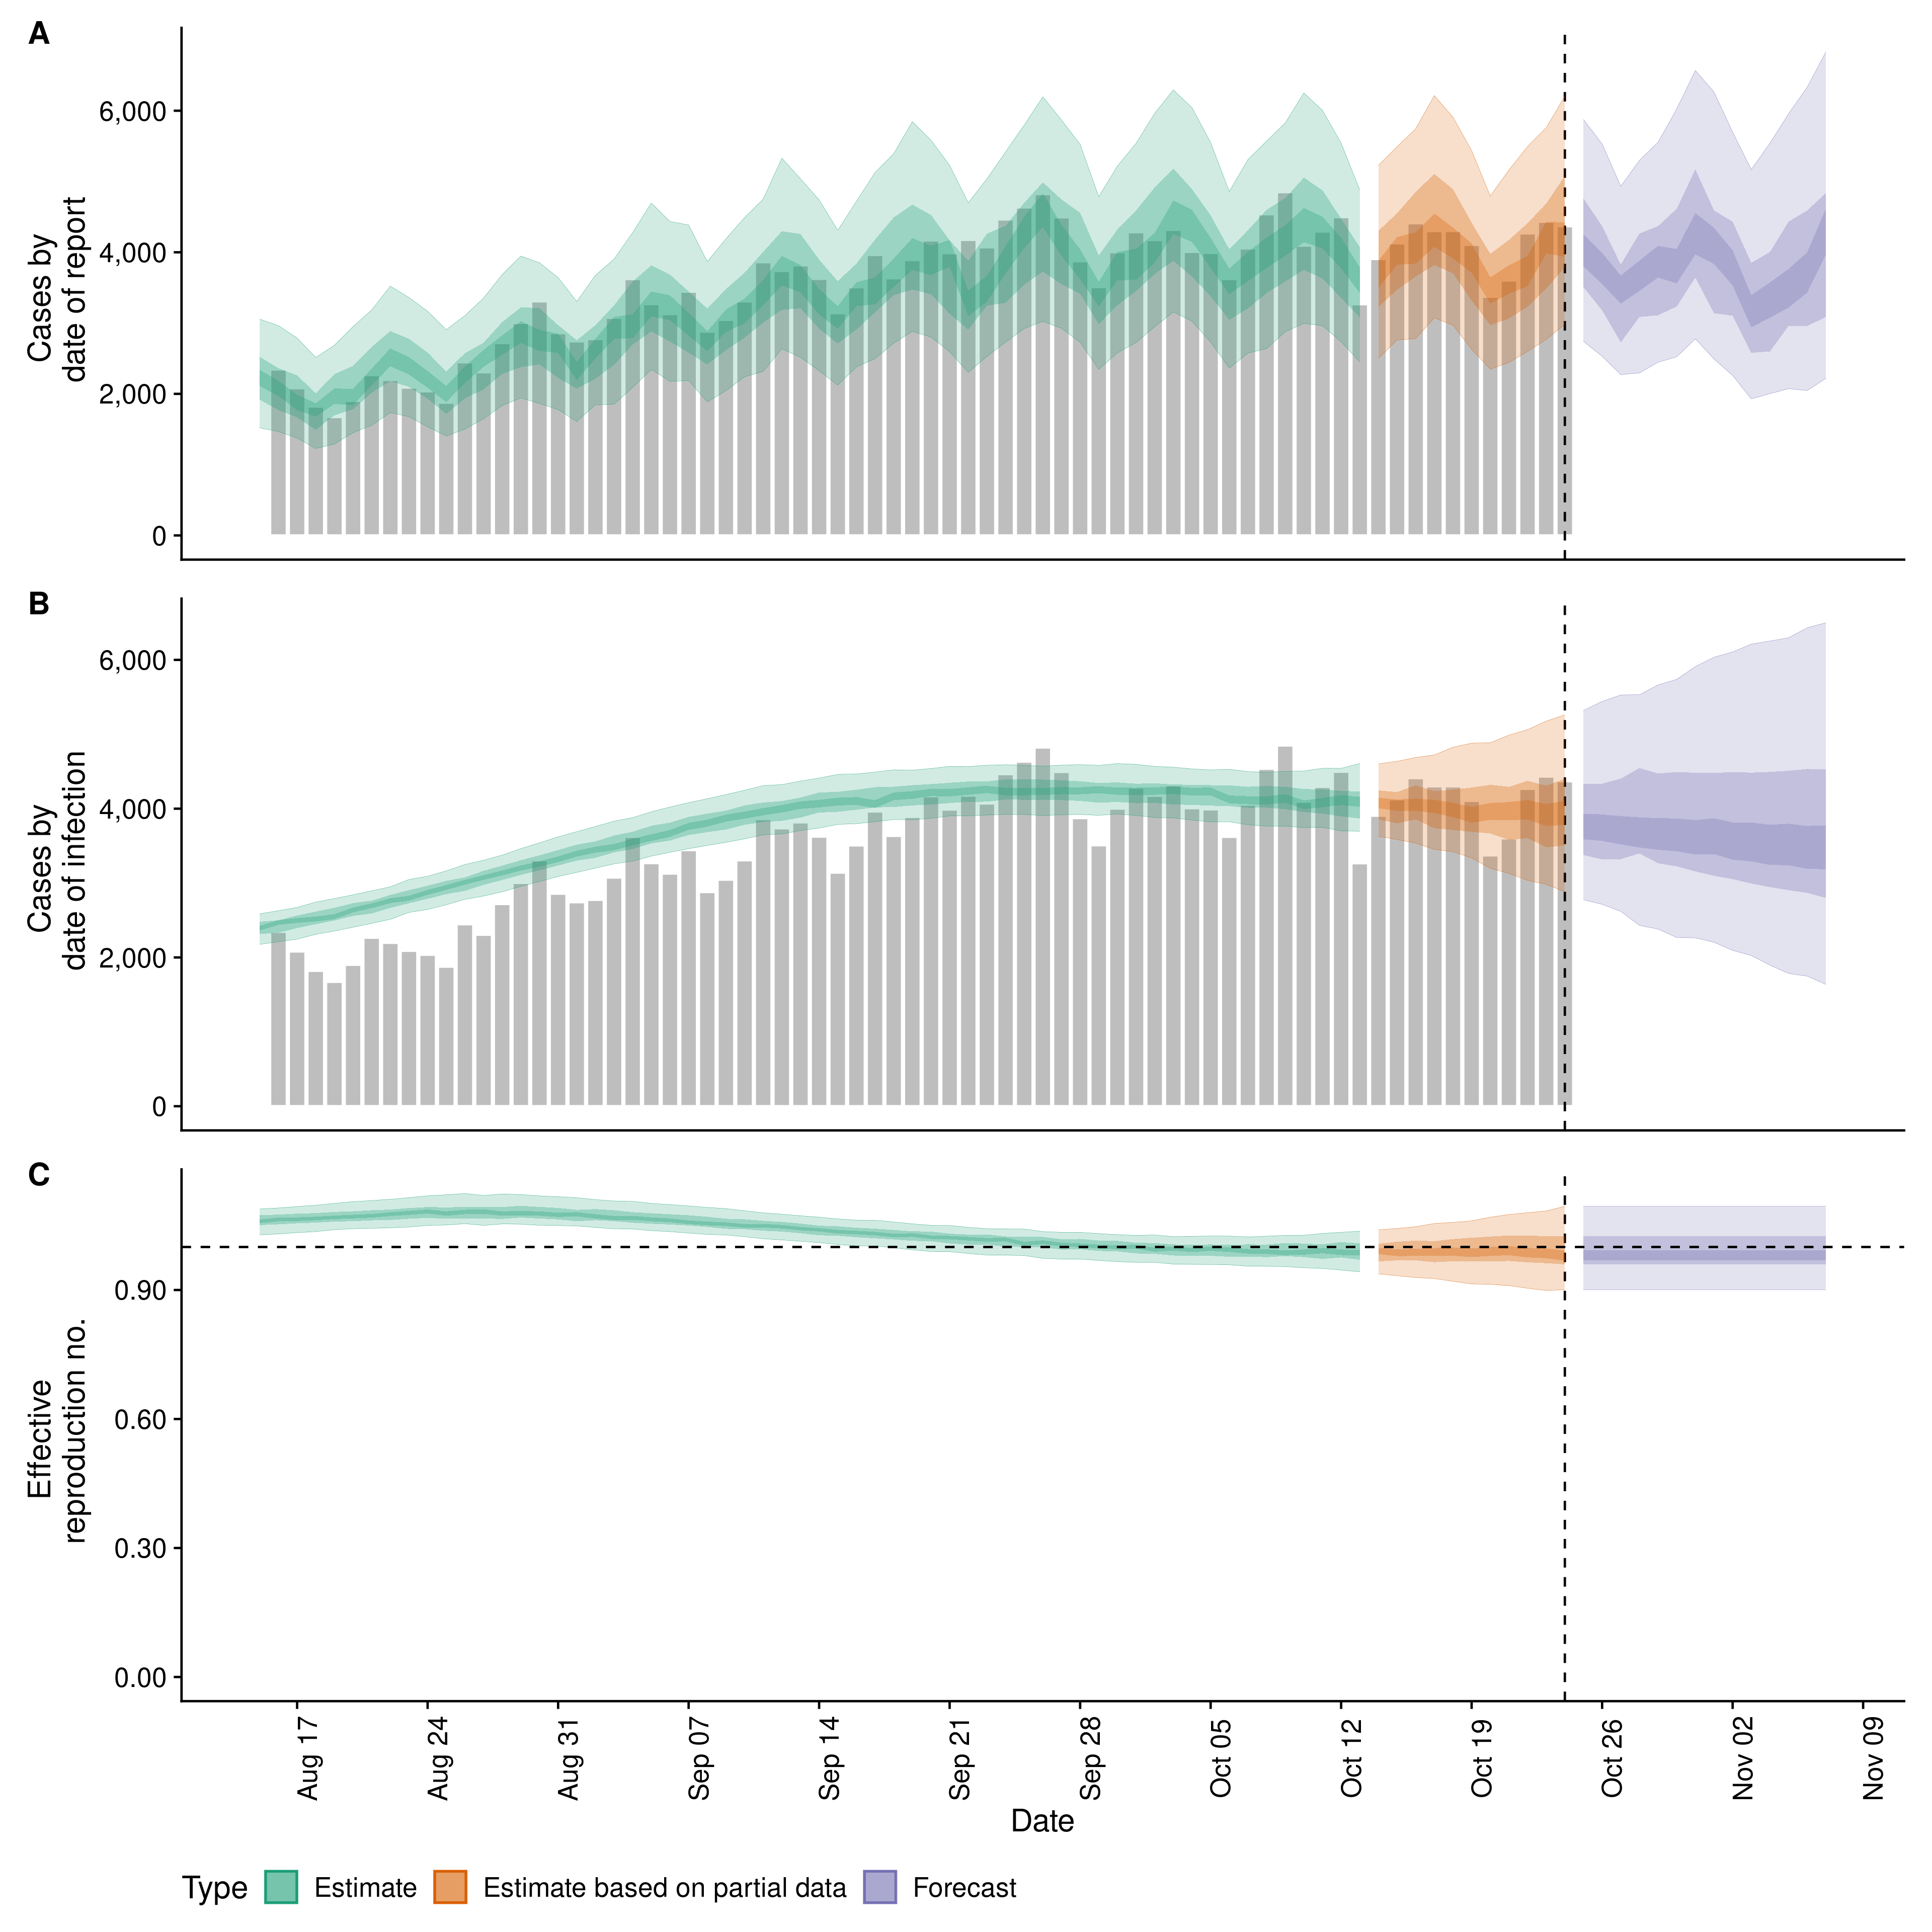 A
Cases by
date of report
6,000
4,000
2,000
0
B
Cases by
date of infection
6,000
4,000
2,000
0
C
Effective
reproduction no.
0.90
0.60
0.30
0.00
Aug 17
Aug 24
Aug 31
Sep 07
Sep 14
Sep 21
Sep 28
Oct 05
Oct 12
Oct 19
Oct 26
Nov 02
Nov 09
Date
Type
Estimate
Estimate based on partial data
Forecast